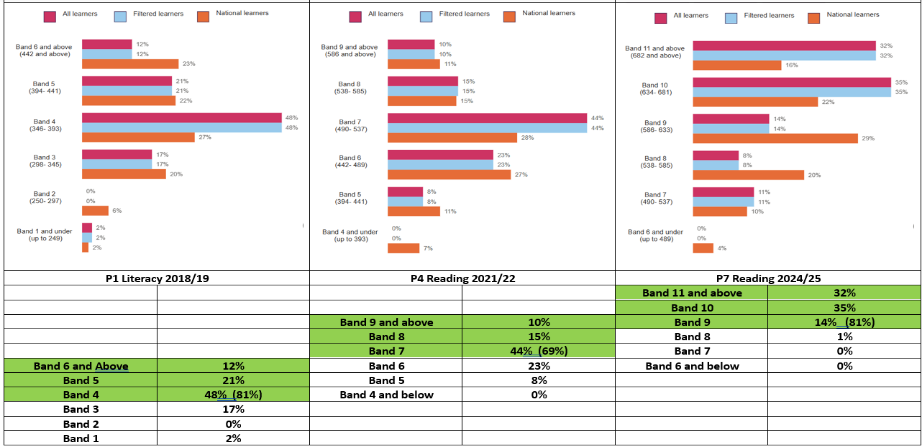 All learners Filtered learners National learners
Band 6 and above
(442 and above)
12%
12%
23%
Band 5
(394- 441)
21%
21%
22%
Band 4
(346- 393)
48%
48%
27%
Band 3
(298- 345)
17%
17%
20%
Band 2
(250- 297)
0%
0%
6%
Band 1 and under
(up to 249)
2%
2%
2%
All learners Filtered learners National learners
Band 9 and above
(586 and above)
10%
10%
11%
Band 8
(538- 585)
15%
15%
15%
Band 7
(490- 537)
44%
44%
28%
Band 6
(442- 489)
23%
23%
27%
Band 5
(394- 441)
8%
8%
11%
Band 4 and under
(up to 393)
0%
0%
7%
All learners Filtered learners National learners
Band 11 and above
(682 and above)
32%
32%
16%
Band 10
(634- 681)
35%
35%
22%
Band 9
(586- 633)
14%
14%
29%
Band 8
(538- 585)
8%
8%
20%
Band 7
(490- 537)
11%
11%
10%
Band 6 and under
(up to 489)
0%
0%
4%
P1 Literacy 2018/19 P4 Reading 2021/22 P7 Reading 2024/25
Band 11 and above 32%
Band 10 35%
Band 9 and above 10% Band 9 14% (81%)
Band 8 15% Band 8 1%
Band 7 44% (69%) Band 7 0%
Band 6 and Above 12% Band 6 23% Band 6 and below 0%
Band 5 21% Band 5 8%
Band 4 48% (81%) Band 4 and below 0%
Band 3 17%
Band 2 0%
Band 1 2%